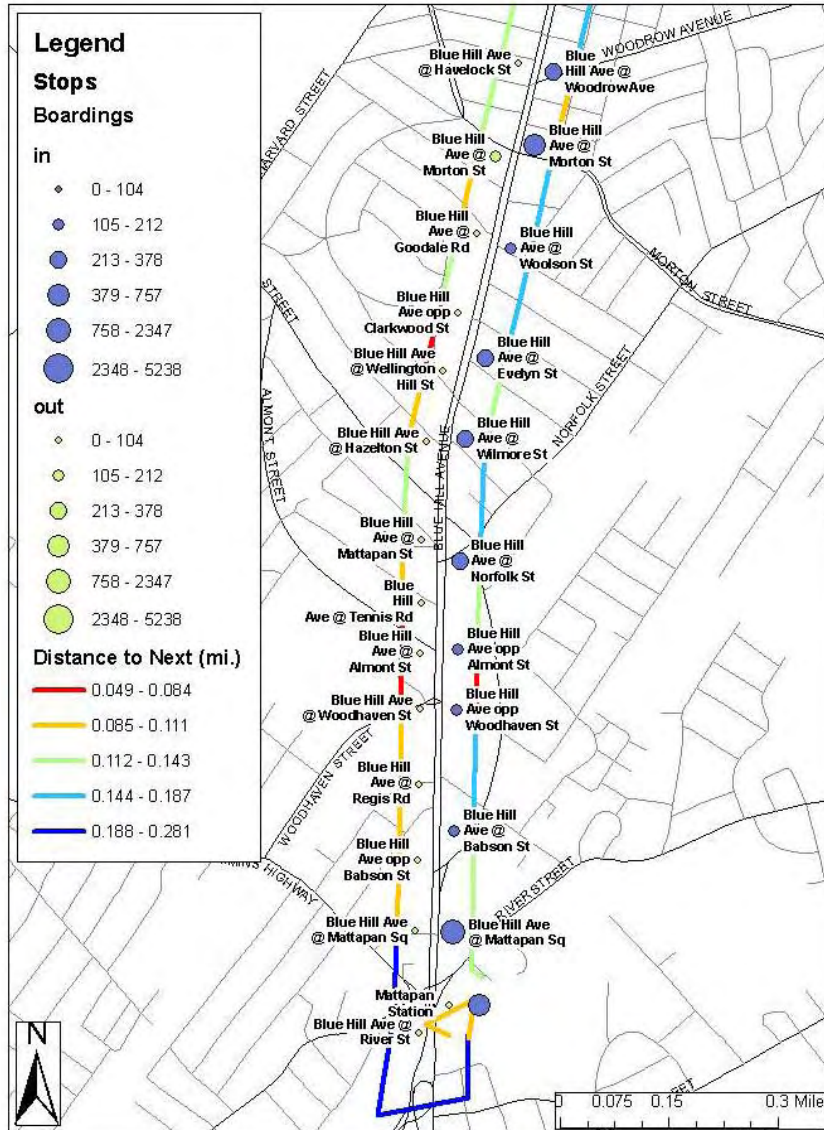 Legend
Stops
Boardings
in
0 - 104
105 - 212
213 - 378
379 - 757
758 - 2347
2348 - 5238
out
0 - 104
105 - 212
213 - 378
379 - 757
758 - 2347
2348 - 5238
Distance to Next (mi.)
0.049 - 0.084
0.085 - 0.111
0.112 - 0.143
0.144 - 0.187
0.188 - 0.281
Blue Hill Ave
@ Havelock St
Blue
Hill Ave @
Woodrow Ave
WOODROW AVENUE
HARVARD STREET
Blue Hill
Ave @
Morton St
Blue Hill
Ave @
Morton St
Blue Hill
Ave @
Goodale Rd
Blue Hill
Ave @
Woolson St
MORTON STREET
STREET
Blue Hill
Ave opp
Clarkwood St
Blue Hill Ave
@ Wellington
Hill St
Blue Hill
Ave @
Evelyn St
NORFOLK STREET
ALMONT STREET
Blue Hill Ave
@ Hazelton St
Blue Hill
Ave @
Wilmore St
BLUE HILL AVENUE
Blue Hill
Ave @
Mattapan St
Blue Hill
Ave @
Norfolk St
Blue
Hill
Ave @ Tennis Rd
Blue Hill
Ave @
Almont St
Blue Hill
Ave opp
Almont St
Blue Hill Ave
@ Woodhaven St
Blue Hill
Ave opp
Woodhaven St
WOODHAVEN STREET
Blue Hill
Ave @
Regis Rd
Blue Hill
Ave @
Babson St
Blue Hill
Ave opp
Babson St
HIGHWAY
RIVER STREET
Blue Hill Ave
@ Mattapan Sq
Blue Hill Ave
@ Mattapan Sq
Mattapan
Station
Blue Hill Ave @
River St
N
0 0.075 0.15 0.3 Mile